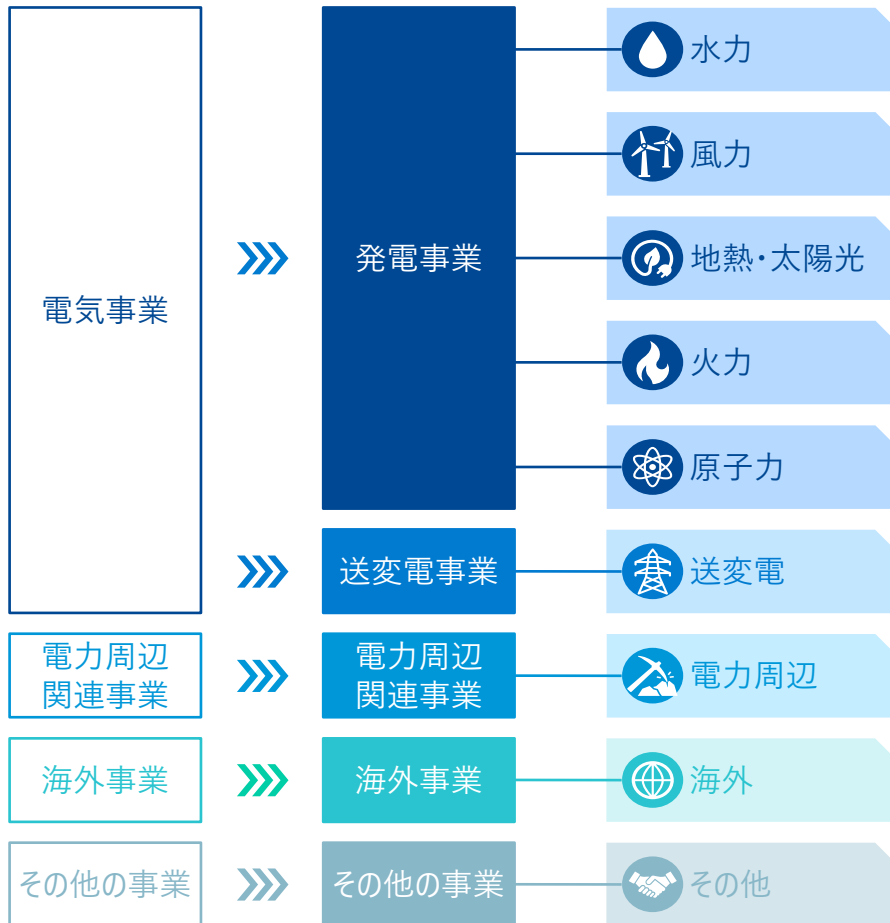 電気事業
発電事業
水力
風力
地熱・太陽光
火力
原子力
送変電事業
送変電
電力周辺
関連事業
電力周辺
関連事業
電力周辺
海外事業
海外事業
海外
その他の事業
その他の事業
その他